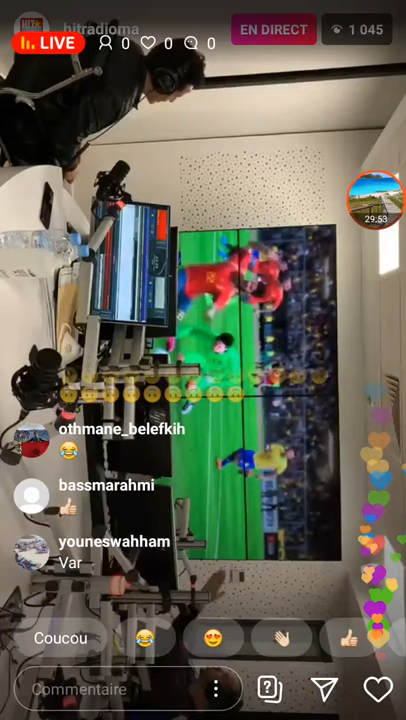 hitradioma
EN DIRECT
1 045
LIVE
0
0
0
29:53
othmane_belefkih
😂
bassmarahmi
👍🏻
youneswahham
Var
Coucou 😂 😍 👋🏻 👍🏻
Commentaire